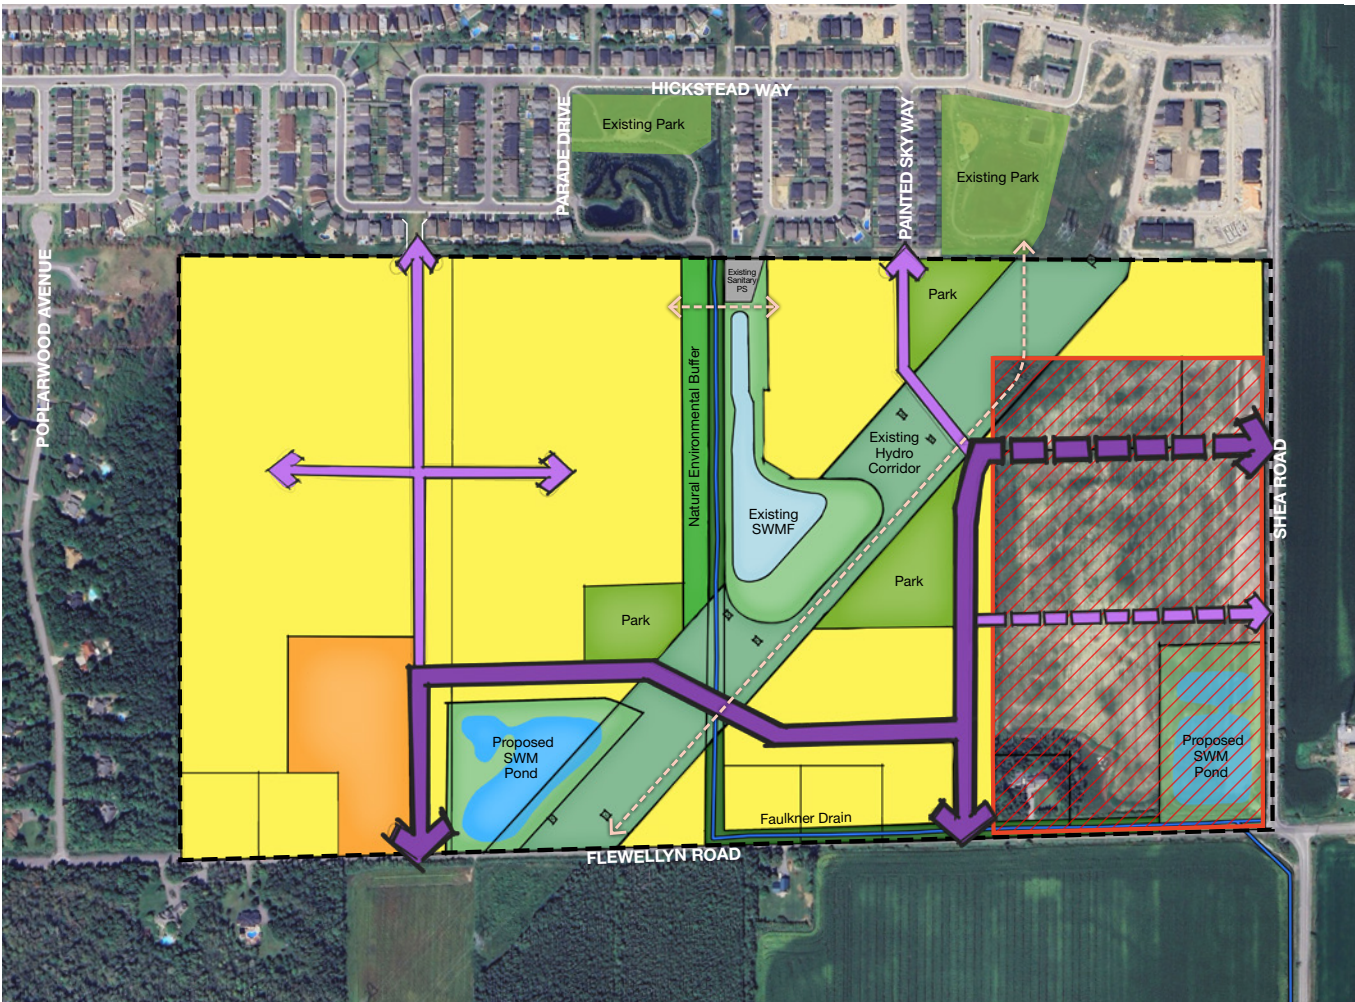 HICKSTEAD WAY
PARADE DRIVE
Existing Park
PAINTED SKY WAY
Existing Park
POPLARWOOD AVENUE
Existing
Sanitary
PS
Park
Natural Environmental Buffer
Existing
Hydro
Corridor
Existing
SWMF
SHEA ROAD
Park
Park
Proposed
SWM
Pond
Proposed
SWM
Pond
Faulkner Drain
FLEWELLYN ROAD